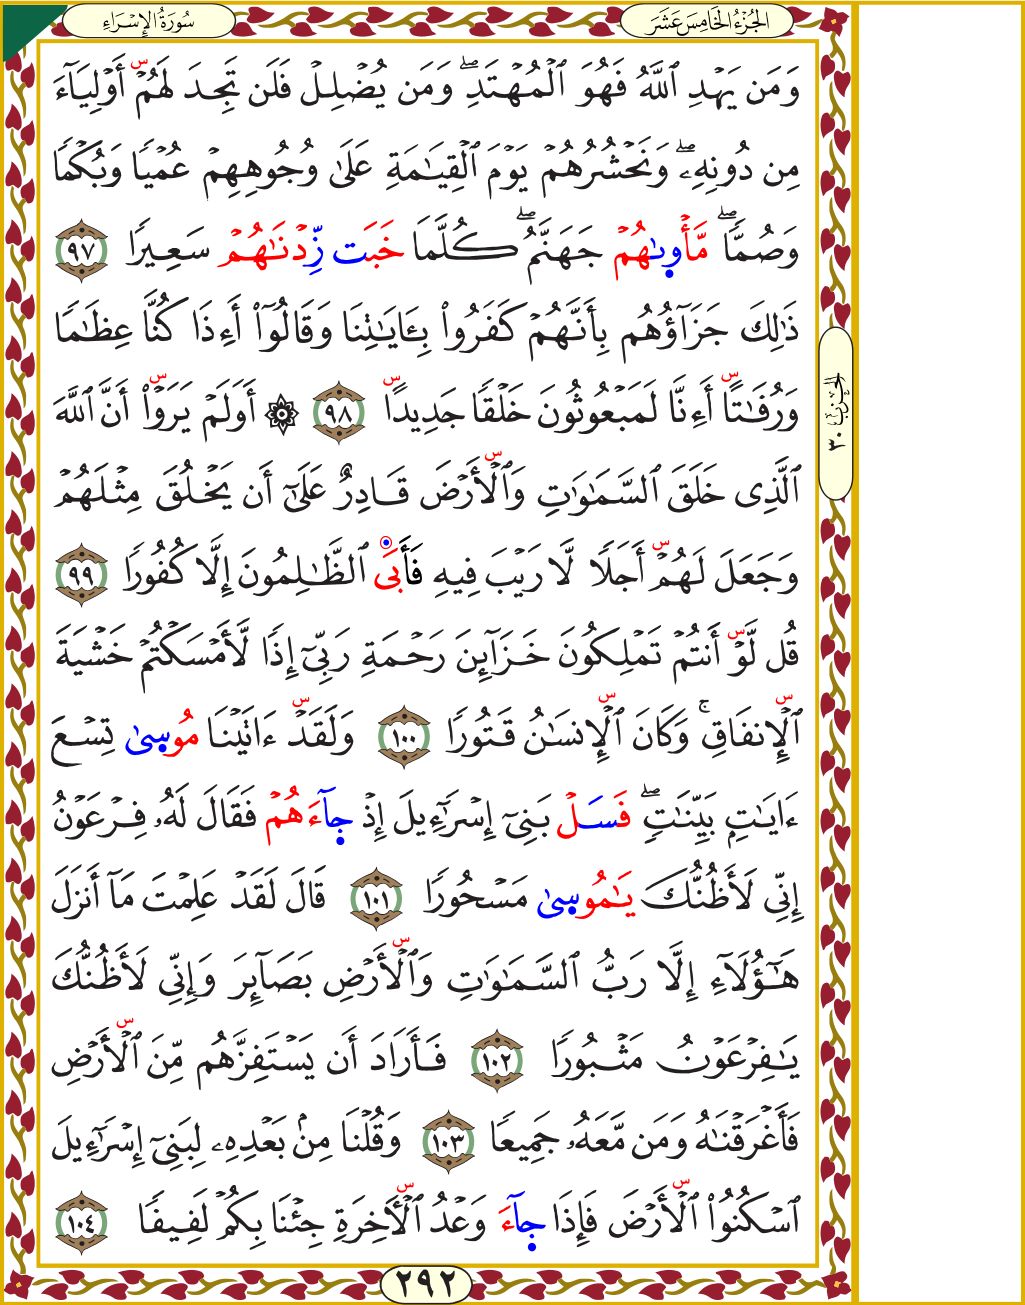 الجُزْءُ الخَامِسَ عَشَرَ
سُورَةُ الإِسْرَاءِ
وَمَن يَهْدِ ٱللَّهُ فَهُوَ ٱلْمُهْتَدِۖ وَمَن يُضْلِلْ فَلَن تَجِدَ لَهُمْۜ أَوْلِيَآءَ
مِن دُونِهِۦۖ وَنَحْشُرُهُمْ يَوْمَ ٱلْقِيَٰمَةِ عَلَىٰ وُجُوهِهِمْ عُمْيًا وَبُكْمًا
وَصُمًّاۖ مَّأْوٜىٰهُمْ جَهَنَّمُۖ كُلَّمَا خَبَت زِّدْنَٰهُمْ سَعِيرًا ٩٧
ذَٰلِكَ جَزَآؤُهُم بِأَنَّهُمْ كَفَرُوا۟ بِـَٔايَٰتِنَا وَقَالُوٓا۟ أَءِذَا كُنَّا عِظَٰمًا
وَرُفَٰتًاۜ أَءِنَّا لَمَبْعُوثُونَ خَلْقًا جَدِيدًاۜ ٩٨ ۞ أَوَلَمْ يَرَوْا۟ۜ أَنَّ ٱللَّهَ
ٱلَّذِى خَلَقَ ٱلسَّمَٰوَٰتِ وَٱلْۜأَرْضَ قَادِرٌ عَلَىٰٓ أَن يَخْلُقَ مِثْلَهُمْ
وَجَعَلَ لَهُمْۜ أَجَلًا لَّا رَيْبَ فِيهِ فَأَبَى ٱلظَّٰلِمُونَ إِلَّا كُفُورًا ٩٩
قُل لَّوْۜ أَنتُمْ تَمْلِكُونَ خَزَآئِنَ رَحْمَةِ رَبِّىٓ إِذًا لَّأَمْسَكْتُمْ خَشْيَةَ
ٱلْۜإِنفَاقِۚ وَكَانَ ٱلْۜإِنسَٰنُ قَتُورًا ١٠٠ وَلَقَدْۜ ءَاتَيْنَا مُوسٜىٰ تِسْعَ
ءَايَٰتٍۭ بَيِّنَٰتٍۖ فَسَلْ بَنِىٓ إِسْرَٰٓءِيلَ إِذْ جٜآءَهُمْ فَقَالَ لَهُۥ فِرْعَوْنُ
إِنِّى لَأَظُنُّكَ يَٰمُوسٜىٰ مَسْحُورًا ١٠١ قَالَ لَقَدْ عَلِمْتَ مَآ أَنزَلَ
هَٰٓؤُلَآءِ إِلَّا رَبُّ ٱلسَّمَٰوَٰتِ وَٱلْۜأَرْضِ بَصَآئِرَ وَإِنِّى لَأَظُنُّكَ
يَٰفِرْعَوْنُ مَثْبُورًا ١٠٢ فَأَرَادَ أَن يَسْتَفِزَّهُم مِّنَ ٱلْۜأَرْضِ
فَأَغْرَقْنَٰهُ وَمَن مَّعَهُۥ جَمِيعًا ١٠٣ وَقُلْنَا مِنۢ بَعْدِهِۦ لِبَنِىٓ إِسْرَٰٓءِيلَ
ٱسْكُنُوا۟ ٱلْۜأَرْضَ فَإِذَا جٜآءَ وَعْدُ ٱلْۜأَخِرَةِ جِئْنَا بِكُمْ لَفِيفًا ١٠٤
٢٩٢
الحِزْبُ ٣٠